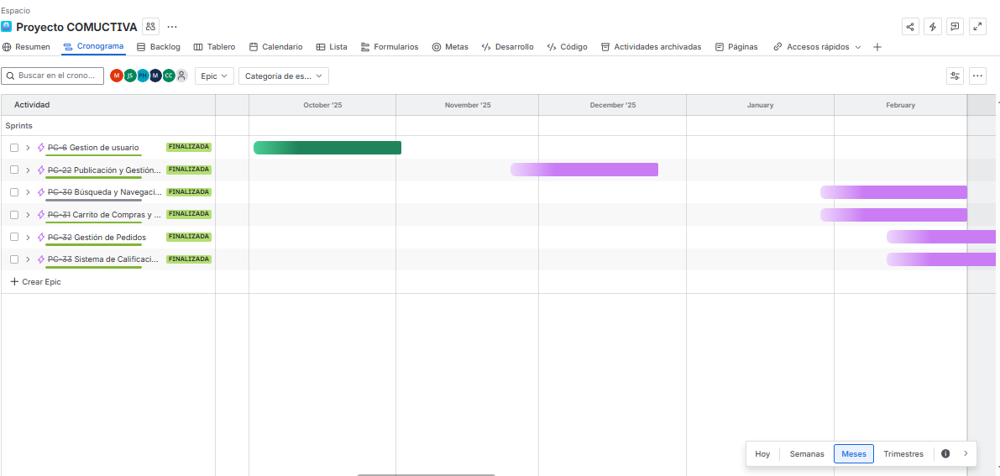 Espacio
Proyecto COMUCTIVA
Resumen Cronograma Backlog Tablero Calendario Lista Formularios Metas Desarrollo Código Actividades archivadas Páginas Accesos rápidos
Buscar en el crono... M JS PH M CC Epic Categoría de es...
Actividad October '25 November '25 December '25 January February
Sprints
PC-6 Gestion de usuario FINALIZADA
PC-22 Publicación y Gestión... FINALIZADA
PC-30 Búsqueda y Navegaci... FINALIZADA
PC-31 Carrito de Compras y ... FINALIZADA
PC-32 Gestión de Pedidos FINALIZADA
PC-33 Sistema de Calificaci... FINALIZADA
Crear Epic
Hoy Semanas Meses Trimestres